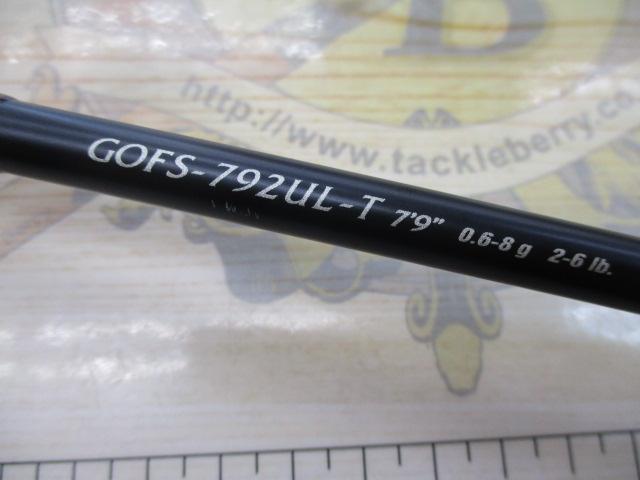 B
http://www.tackleberry.co
GOFS-792UL-T 7'9" 0.6-8 g 2-6 lb.